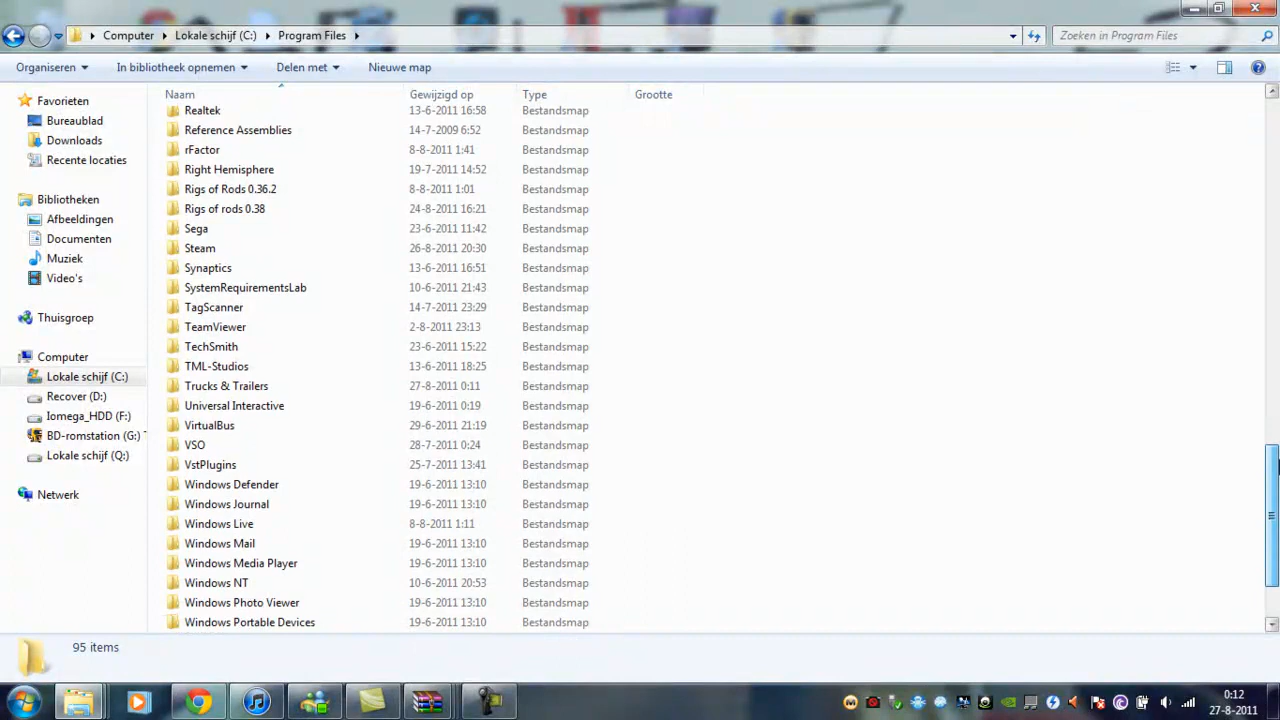 Computer Lokale schijf (C:) Program Files Zoeken in Program Files
Organiseren In bibliotheek opnemen Delen met Nieuwe map
Naam Gewijzigd op Type Grootte
Favorieten
Bureaublad
Downloads
Recente locaties
Bibliotheken
Afbeeldingen
Documenten
Muziek
Video's
Thuisgroep
Computer
Lokale schijf (C:)
Recover (D:)
Iomega_HDD (F:)
BD-romstation (G:) T
Lokale schijf (Q:)
Netwerk
Realtek 13-6-2011 16:58 Bestandsmap
Reference Assemblies 14-7-2009 6:52 Bestandsmap
rFactor 8-8-2011 1:41 Bestandsmap
Right Hemisphere 19-7-2011 14:52 Bestandsmap
Rigs of Rods 0.36.2 8-8-2011 1:01 Bestandsmap
Rigs of rods 0.38 24-8-2011 16:21 Bestandsmap
Sega 23-6-2011 11:42 Bestandsmap
Steam 26-8-2011 20:30 Bestandsmap
Synaptics 13-6-2011 16:51 Bestandsmap
SystemRequirementsLab 10-6-2011 21:43 Bestandsmap
TagScanner 14-7-2011 23:29 Bestandsmap
TeamViewer 2-8-2011 23:13 Bestandsmap
TechSmith 23-6-2011 15:22 Bestandsmap
TML-Studios 13-6-2011 18:25 Bestandsmap
Trucks & Trailers 27-8-2011 0:11 Bestandsmap
Universal Interactive 19-6-2011 0:19 Bestandsmap
VirtualBus 29-6-2011 21:19 Bestandsmap
VSO 28-7-2011 0:24 Bestandsmap
VstPlugins 25-7-2011 13:41 Bestandsmap
Windows Defender 19-6-2011 13:10 Bestandsmap
Windows Journal 19-6-2011 13:10 Bestandsmap
Windows Live 8-8-2011 1:11 Bestandsmap
Windows Mail 19-6-2011 13:10 Bestandsmap
Windows Media Player 19-6-2011 13:10 Bestandsmap
Windows NT 10-6-2011 20:53 Bestandsmap
Windows Photo Viewer 19-6-2011 13:10 Bestandsmap
Windows Portable Devices 19-6-2011 13:10 Bestandsmap
95 items
0:12
27-8-2011